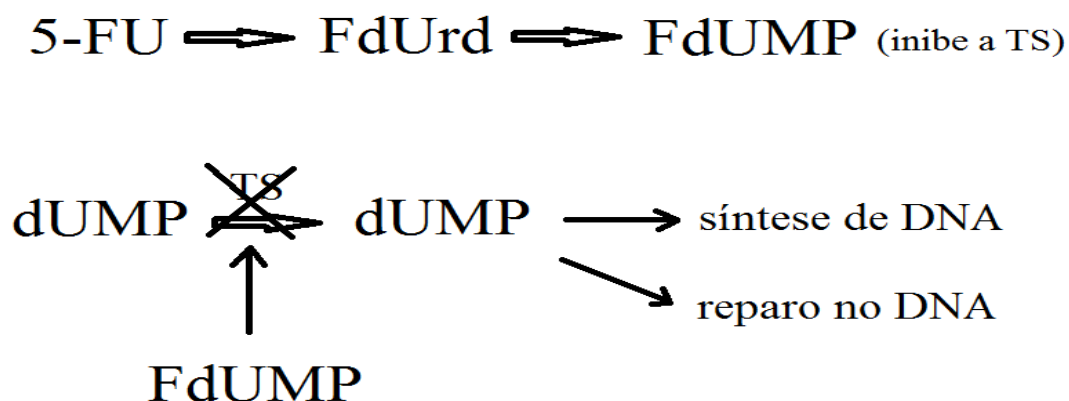 5-FU FdUrd FdUMP (inibe a TS)
TS
dUMP dUMP síntese de DNA
reparo no DNA
FdUMP